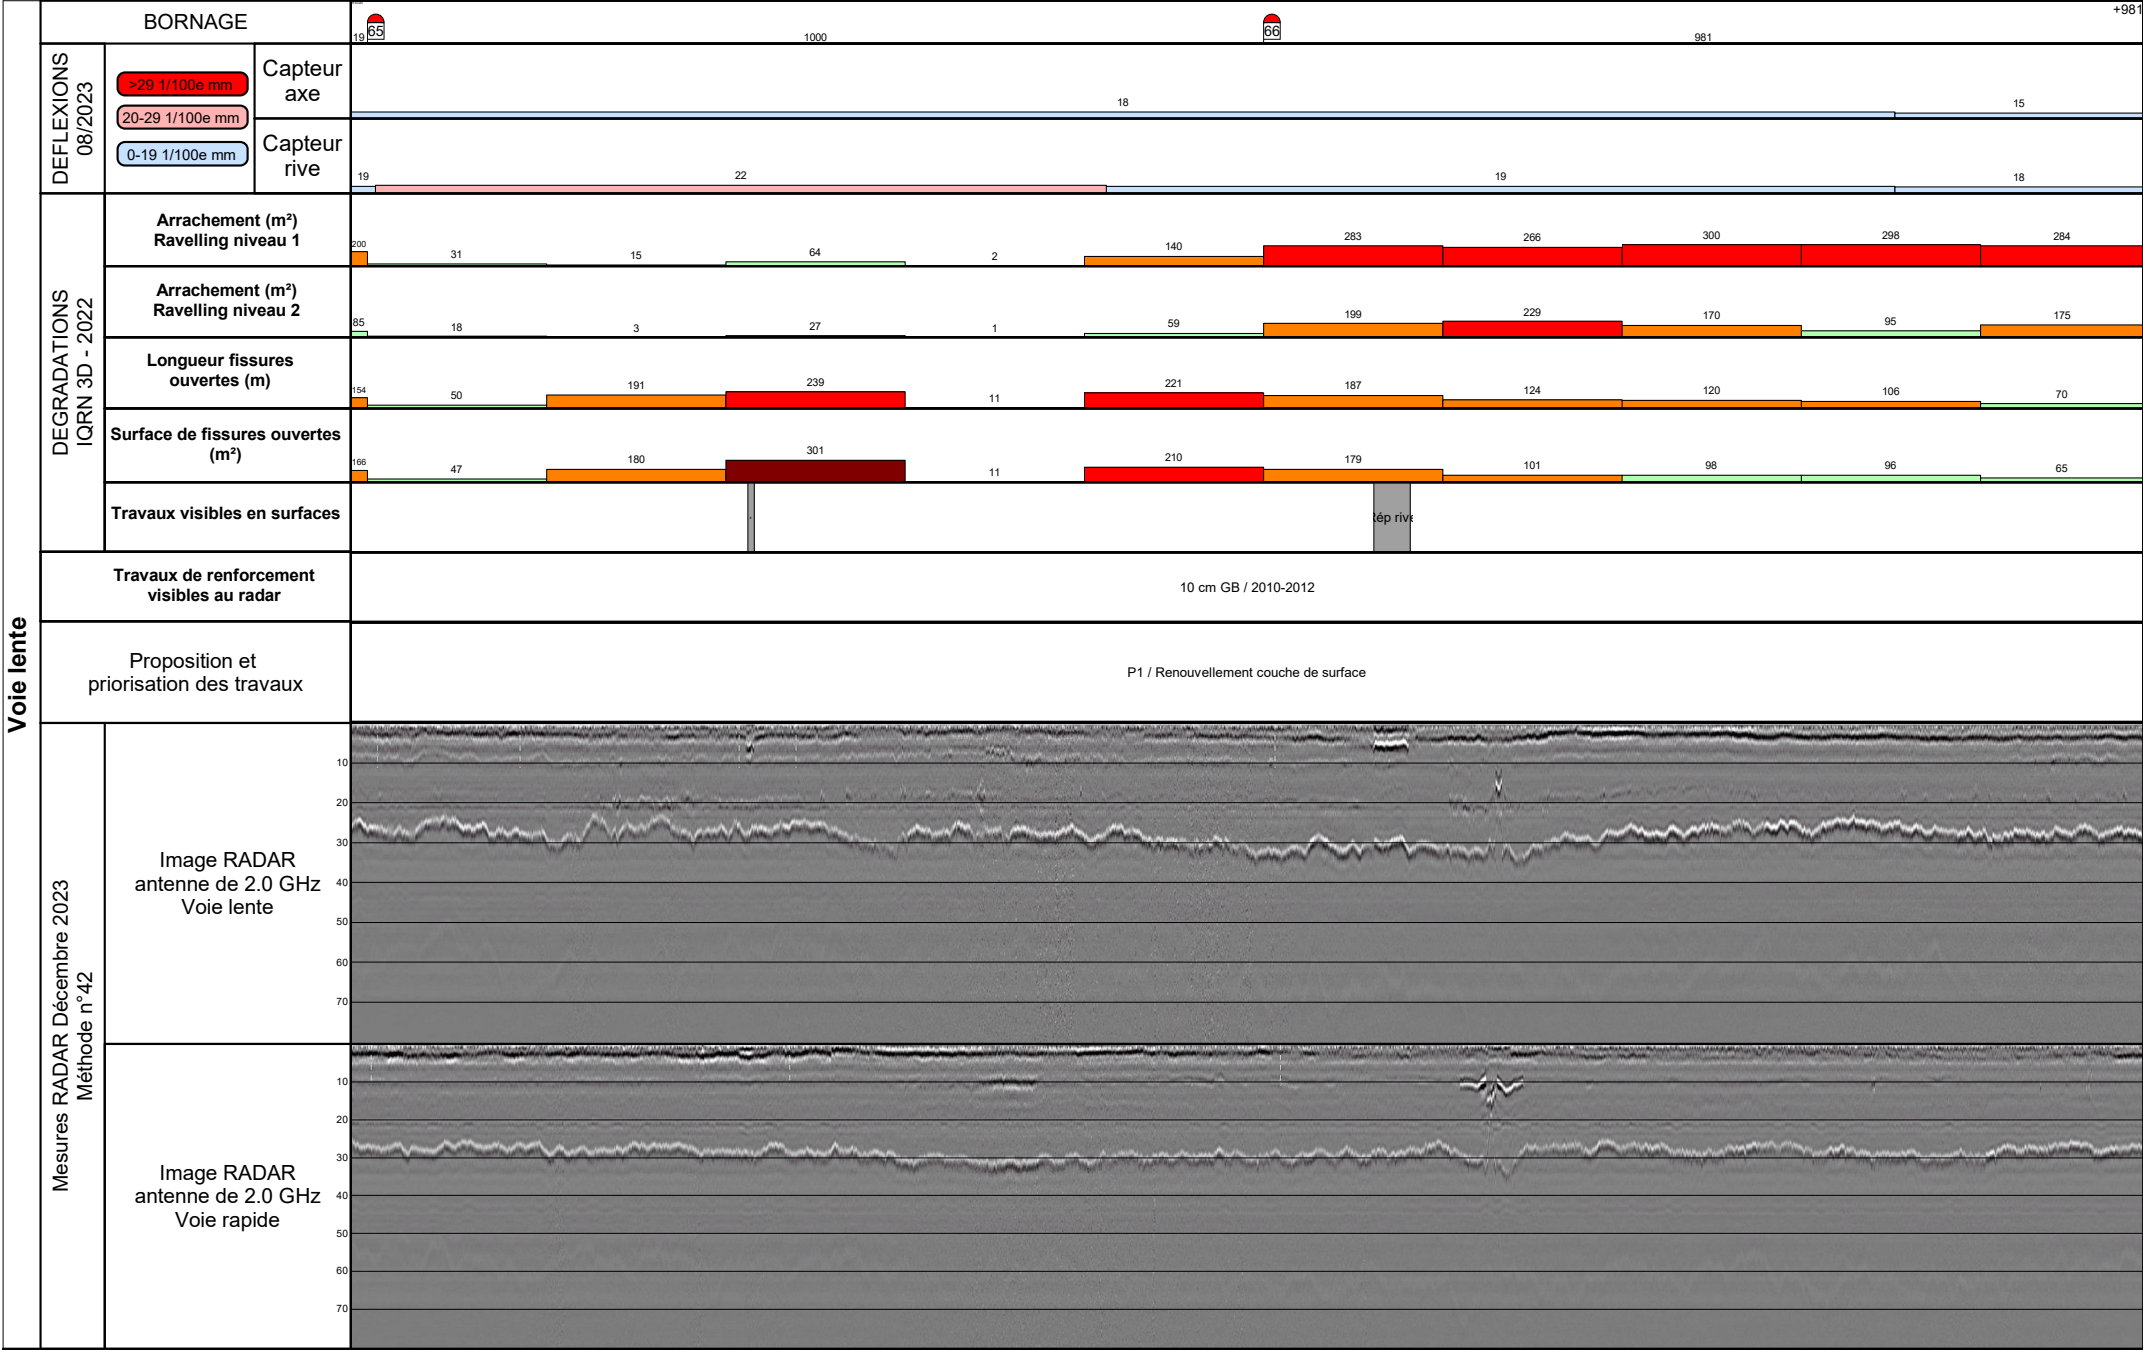 BORNAGE
19
65
1000
66
981
+981
Voie lente
DEFLEXIONS
08/2023
>29 1/100e mm
20-29 1/100e mm
0-19 1/100e mm
Capteur
axe
18
15
Capteur
rive
19
22
19
18
DEGRADATIONS
IQRN 3D - 2022
Arrachement (m²)
Ravelling niveau 1
200
31
15
64
2
140
283
266
300
298
284
Arrachement (m²)
Ravelling niveau 2
85
18
3
27
1
59
199
229
170
95
175
Longueur fissures
ouvertes (m)
154
50
191
239
11
221
187
124
120
106
70
Surface de fissures ouvertes
(m²)
166
47
180
301
11
210
179
101
98
96
65
Travaux visibles en surfaces
Rép rive
Travaux de renforcement
visibles au radar
10 cm GB / 2010-2012
Proposition et
priorisation des travaux
P1 / Renouvellement couche de surface
Mesures RADAR Décembre 2023
Méthode n°42
Image RADAR
antenne de 2.0 GHz
Voie lente
10
20
30
40
50
60
70
Image RADAR
antenne de 2.0 GHz
Voie rapide
10
20
30
40
50
60
70